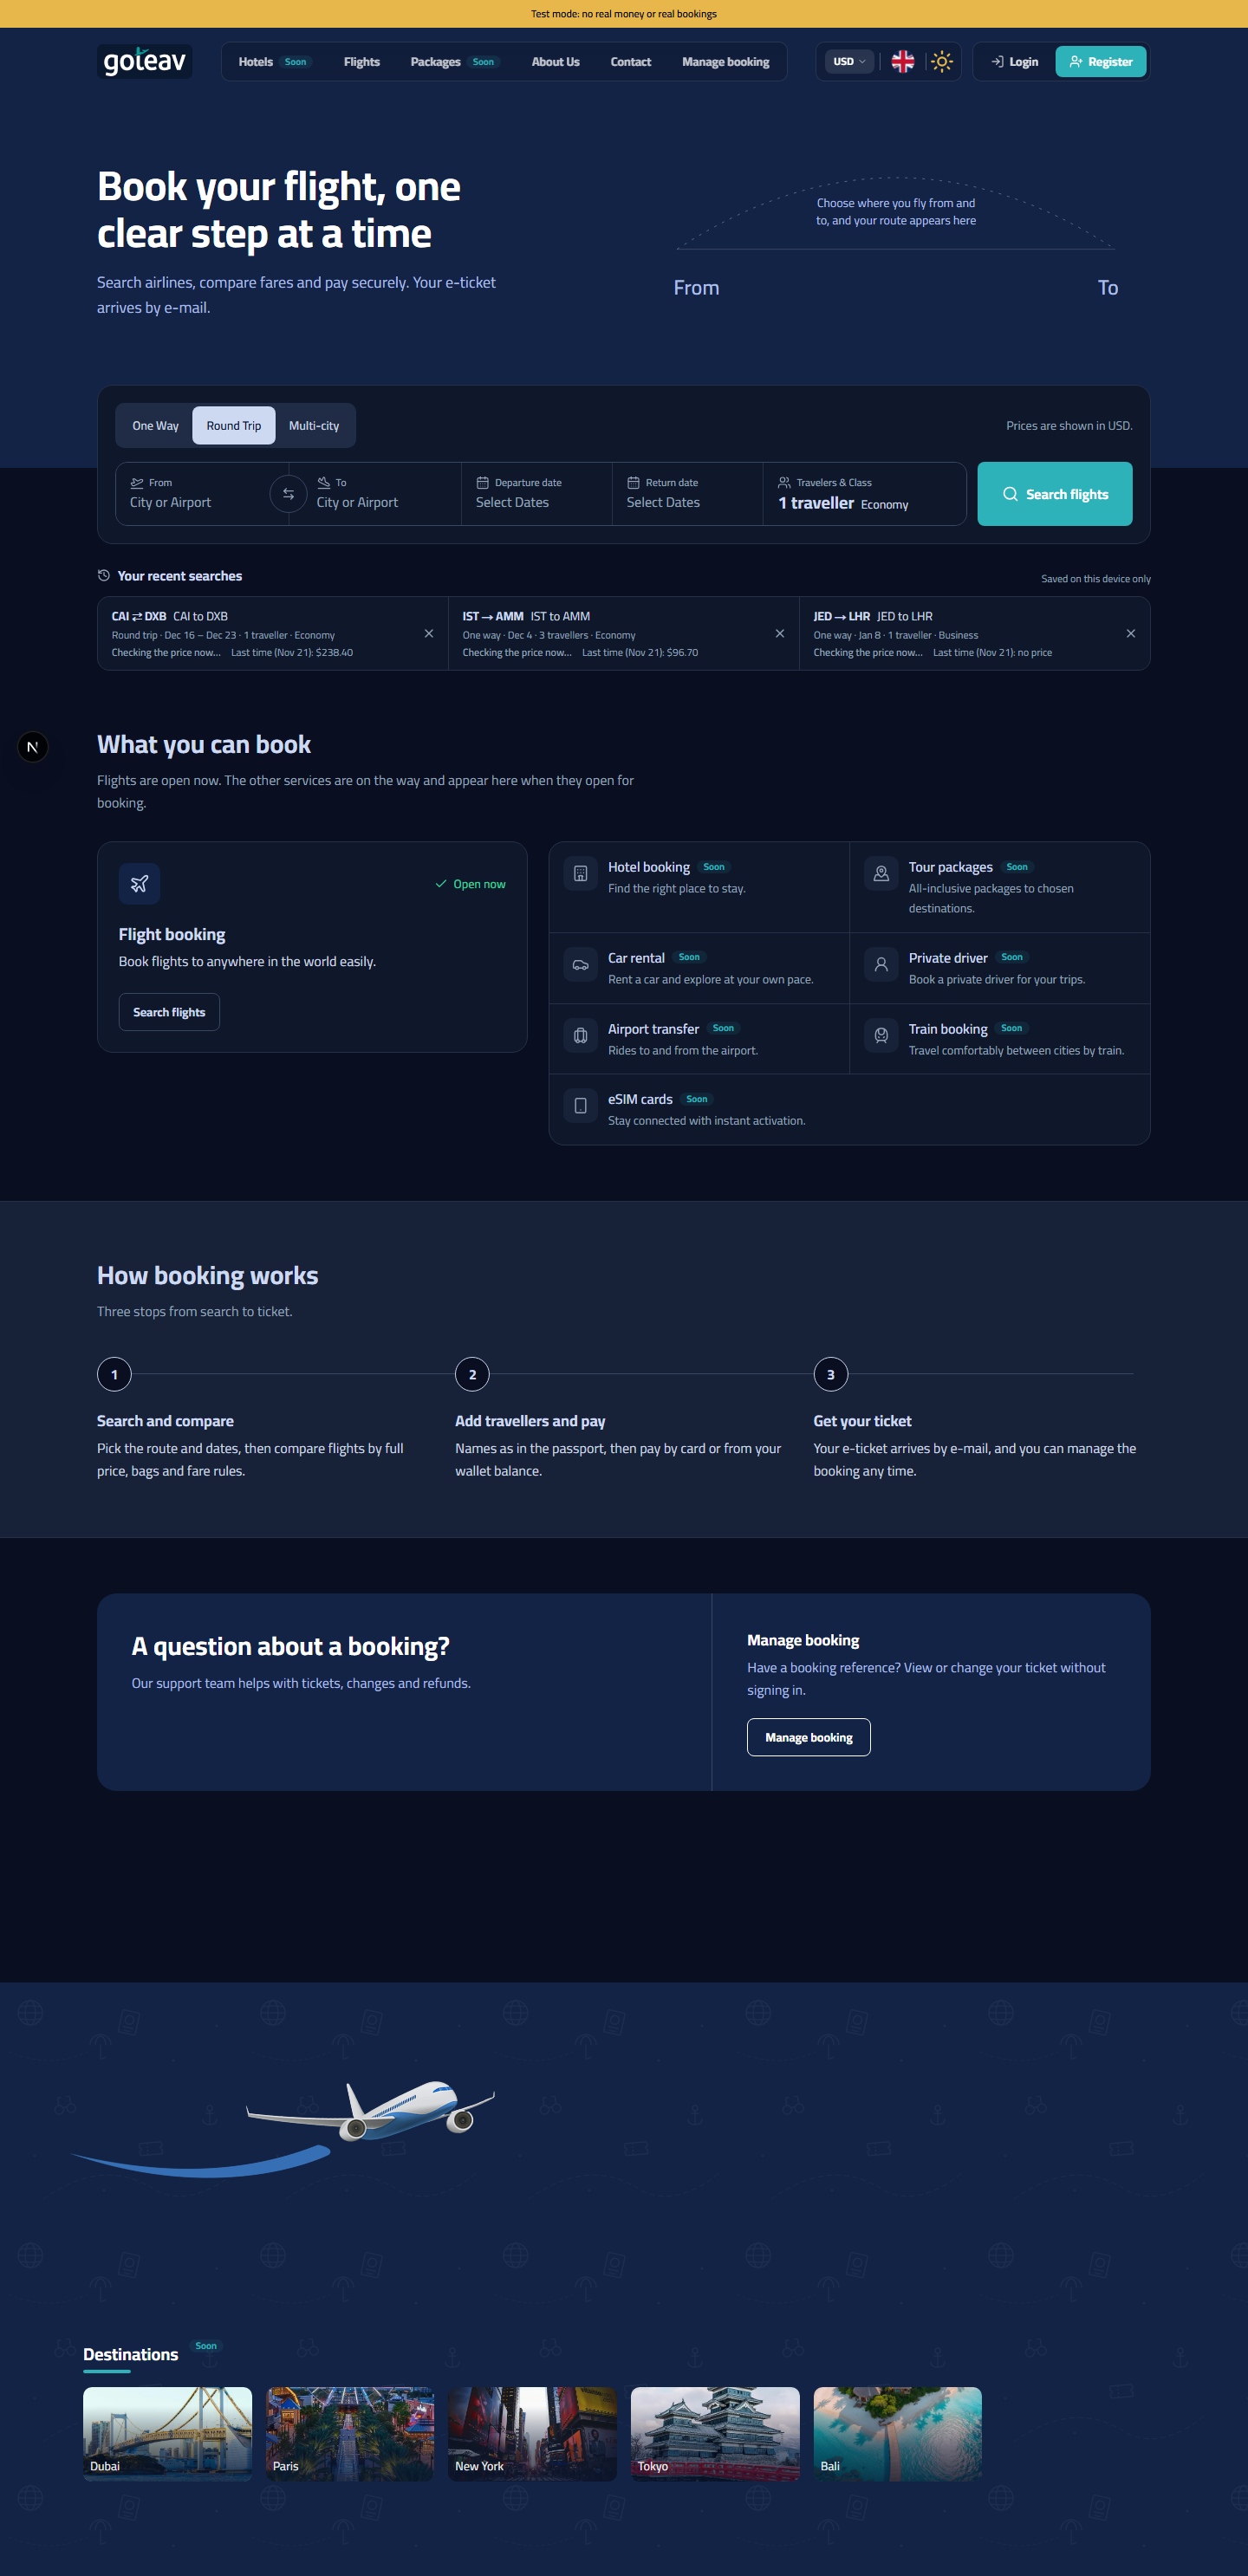 Test mode: no real money or real bookings
goleav
Hotels Soon Flights Packages Soon About Us Contact Manage booking USD Login Register
Book your flight, one
clear step at a time
Search airlines, compare fares and pay securely. Your e-ticket
arrives by e-mail.
Choose where you fly from and
to, and your route appears here
From To
One Way Round Trip Multi-city Prices are shown in USD.
From To Departure date Return date Travelers & Class
City or Airport City or Airport Select Dates Select Dates 1 traveller Economy
Search flights
Your recent searches Saved on this device only
CAI ⇄ DXB CAI to DXB
Round trip · Dec 16 – Dec 23 · 1 traveller · Economy
Checking the price now... Last time (Nov 21): $238.40
IST → AMM IST to AMM
One way · Dec 4 · 3 travellers · Economy
Checking the price now... Last time (Nov 21): $96.70
JED → LHR JED to LHR
One way · Jan 8 · 1 traveller · Business
Checking the price now... Last time (Nov 21): no price
N
What you can book
Flights are open now. The other services are on the way and appear here when they open for
booking.
Open now
Flight booking
Book flights to anywhere in the world easily.
Search flights
Hotel booking Soon
Find the right place to stay.
Tour packages Soon
All-inclusive packages to chosen
destinations.
Car rental Soon
Rent a car and explore at your own pace.
Private driver Soon
Book a private driver for your trips.
Airport transfer Soon
Rides to and from the airport.
Train booking Soon
Travel comfortably between cities by train.
eSIM cards Soon
Stay connected with instant activation.
How booking works
Three stops from search to ticket.
1
Search and compare
Pick the route and dates, then compare flights by full
price, bags and fare rules.
2
Add travellers and pay
Names as in the passport, then pay by card or from your
wallet balance.
3
Get your ticket
Your e-ticket arrives by e-mail, and you can manage the
booking any time.
A question about a booking?
Our support team helps with tickets, changes and refunds.
Manage booking
Have a booking reference? View or change your ticket without
signing in.
Manage booking
Destinations Soon
Dubai
Paris
New York
Tokyo
Bali